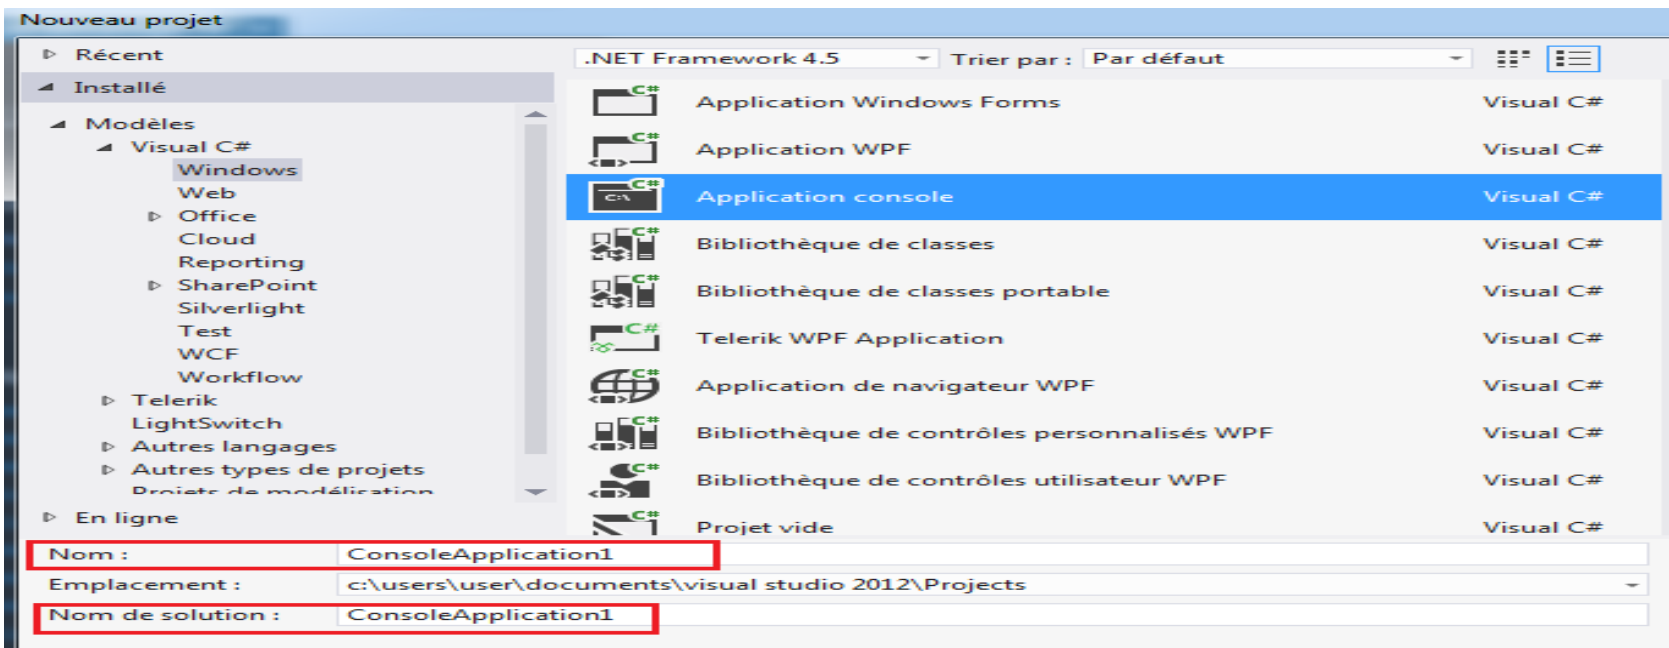 Nouveau projet
Récent
Installé
Modèles
Visual C#
Windows
Web
Office
Cloud
Reporting
SharePoint
Silverlight
Test
WCF
Workflow
Telerik
LightSwitch
Autres langages
Autres types de projets
Projets de modélisation
En ligne
.NET Framework 4.5 Trier par : Par défaut
C# Application Windows Forms Visual C#
C# Application WPF Visual C#
C# C:\ Application console Visual C#
C# Bibliothèque de classes Visual C#
C# Bibliothèque de classes portable Visual C#
C# Telerik WPF Application Visual C#
C# Application de navigateur WPF Visual C#
C# Bibliothèque de contrôles personnalisés WPF Visual C#
C# Bibliothèque de contrôles utilisateur WPF Visual C#
C# Projet vide Visual C#
Nom : ConsoleApplication1
Emplacement : c:\users\user\documents\visual studio 2012\Projects
Nom de solution : ConsoleApplication1